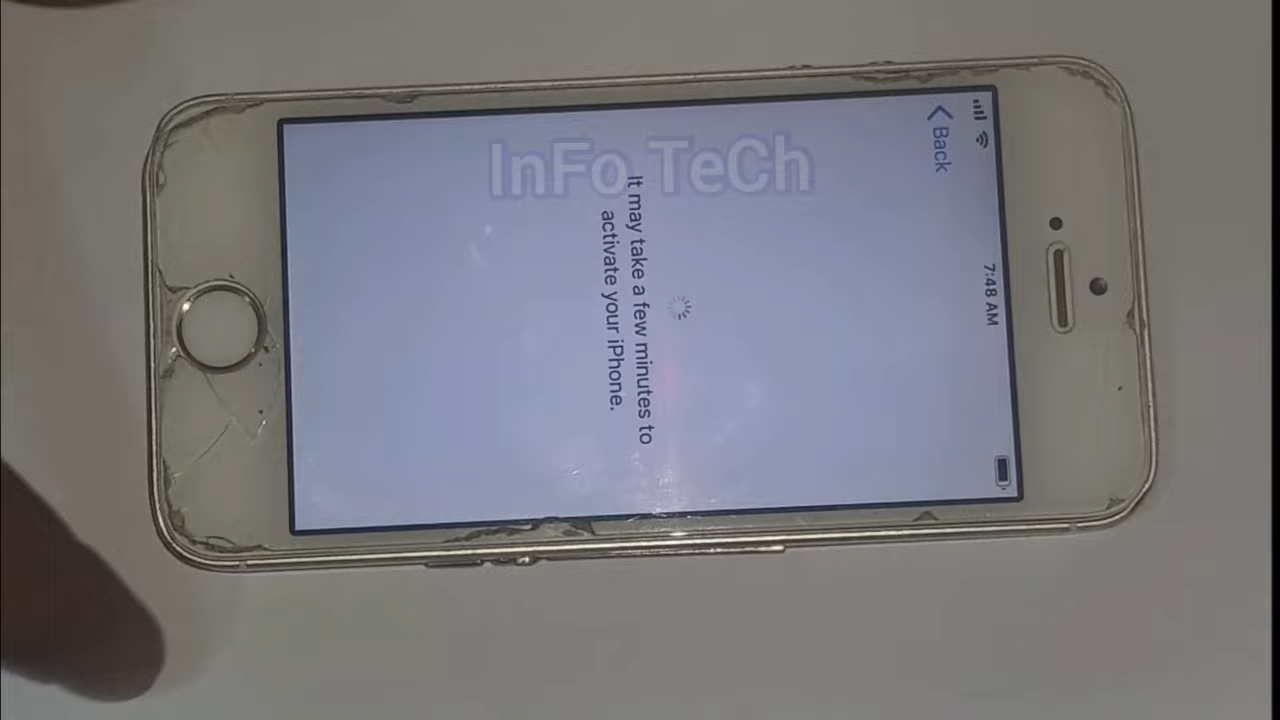 InFo TeCh
7:48 AM
Back
It may take a few minutes to
activate your iPhone.